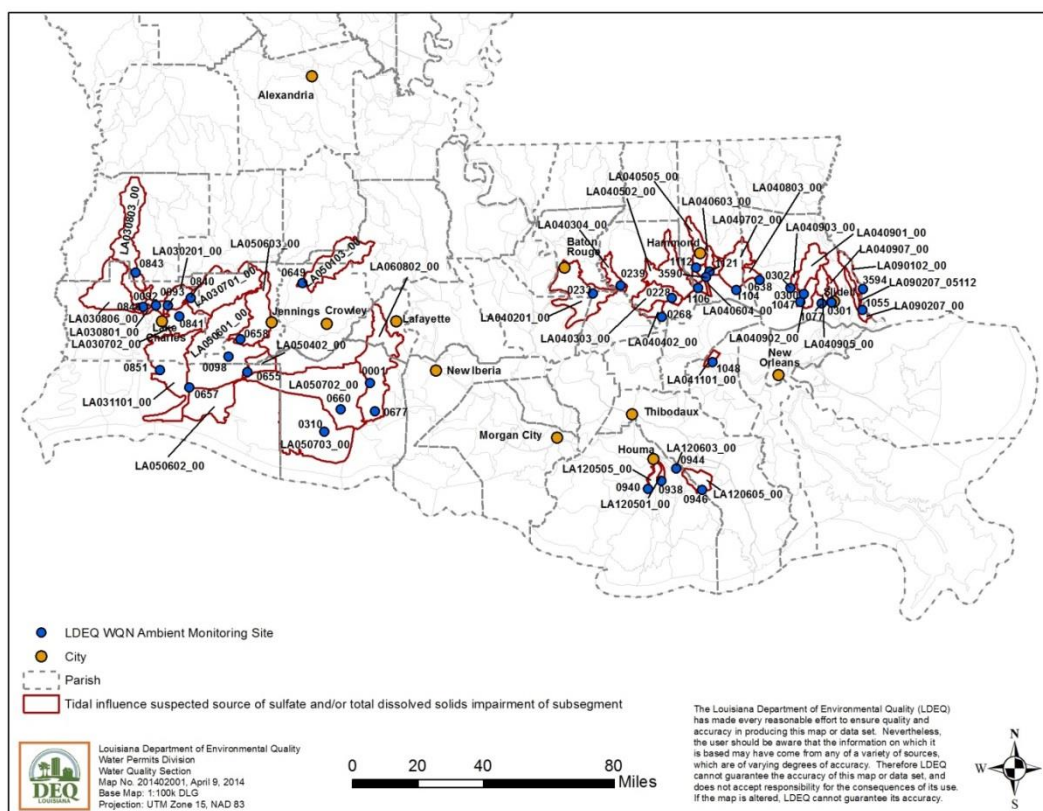 Alexandria
LA040505_00
LA040502_00
LA040603_00
LA040803_00
LA040702_00
LA040304_00
LA040903_00
LA040901_00
LA040907_00
LA090102_00
LA090207_05112
LA030803_00
LA030201_00
LA050603_00
LA050103_00
LA060802_00
Baton
Rouge
Hammond
1112
3590
0843
0840
0093
0092
LA030701_00
0649
0239
0232
0228
0268
1106
1104
0638
0302
0300
1047
1077
0301
3594
1055
LA090207_00
LA030806_00
LA030801_00
LA030702_00
Lake
Charles
0841
LA050601_00
0658
Jennings
Crowley
Lafayette
LA040201_00
LA040303_00
LA040402_00
LA040604_00
LA040902_00
LA040905_00
New
Orleans
0851
0098
0655
LA050402_00
0001
LA050702_00
New Iberia
1048
LA041101_00
LA031101_00
0657
0660
0677
0310
LA050703_00
LA050602_00
Morgan City
Thibodaux
Houma
LA120603_00
0944
LA120505_00
0940
0938
0946
LA120605_00
LA120501_00
LDEQ WQN Ambient Monitoring Site
City
Parish
Tidal influence suspected source of sulfate and/or total dissolved solids impairment of subsegment
DEQ
LOUISIANA
Louisiana Department of Environmental Quality
Water Permits Division
Water Quality Section
Map No. 201402001, April 9, 2014
Base Map: 1:100k DLG
Projection: UTM Zone 15, NAD 83
0 20 40 80
Miles
The Louisiana Department of Environmental Quality (LDEQ)
has made every reasonable effort to ensure quality and
accuracy in producing this map or data set. Nevertheless,
the user should be aware that the information on which it
is based may have come from any of a variety of sources,
which are of varying degrees of accuracy. Therefore LDEQ
cannot guarantee the accuracy of this map or data set, and
does not accept responsibility for the consequences of its use.
If the map is altered, LDEQ cannot guarantee its accuracy.
N
W
S